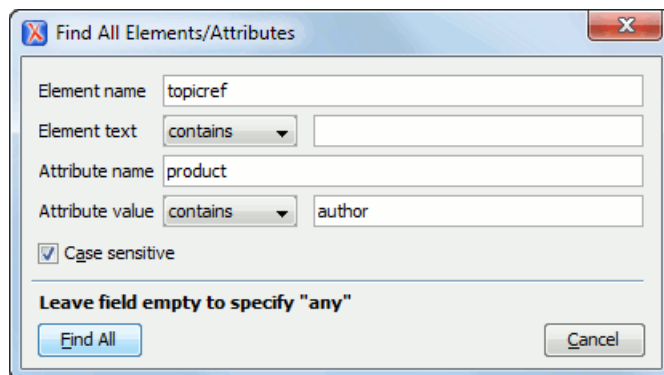 Find All Elements/Attributes
Element name topicref
Element text contains
Attribute name product
Attribute value contains author
Case sensitive
Leave field empty to specify "any"
Find All Cancel